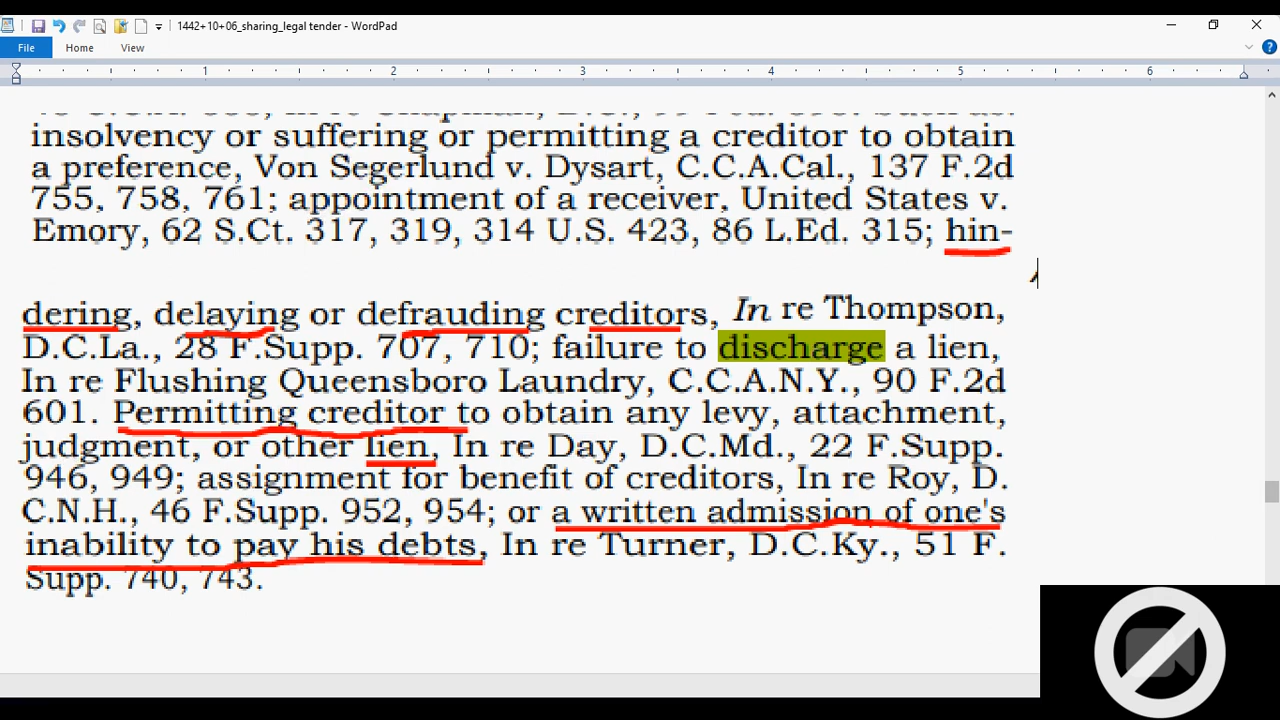 1442+10+06_sharing_legal tender - WordPad
File Home View
1 2 3 4 5 6
insolvency or suffering or permitting a creditor to obtain
a preference, Von Segerlund v. Dysart, C.C.A.Cal., 137 F.2d
755, 758, 761; appointment of a receiver, United States v.
Emory, 62 S.Ct. 317, 319, 314 U.S. 423, 86 L.Ed. 315; hin-
dering, delaying or defrauding creditors, In re Thompson,
D.C.La., 28 F.Supp. 707, 710; failure to discharge a lien,
In re Flushing Queensboro Laundry, C.C.A.N.Y., 90 F.2d
601. Permitting creditor to obtain any levy, attachment,
judgment, or other lien, In re Day, D.C.Md., 22 F.Supp.
946, 949; assignment for benefit of creditors, In re Roy, D.
C.N.H., 46 F.Supp. 952, 954; or a written admission of one's
inability to pay his debts, In re Turner, D.C.Ky., 51 F.
Supp. 740, 743.